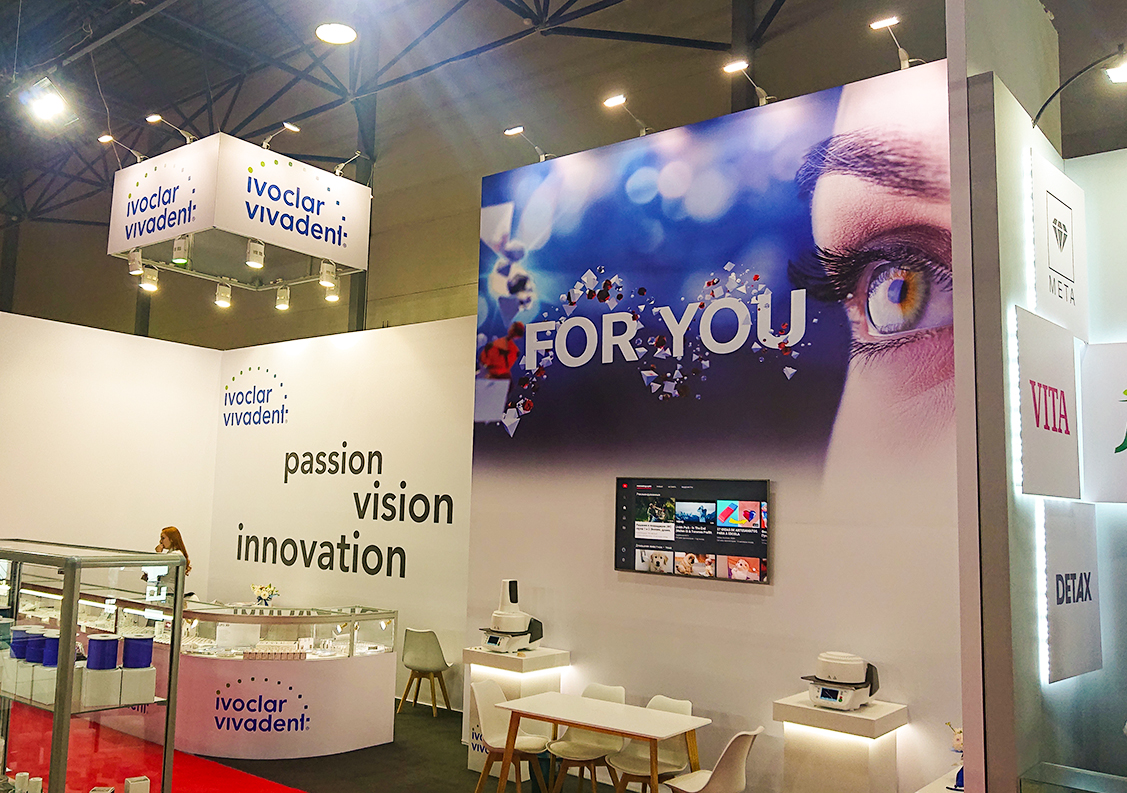 ivoclar
vivadent
ivoclar
vivadent
FOR YOU
META
ivoclar
vivadent
passion
vision
innovation
VITA
DETAX
ivoclar
vivadent